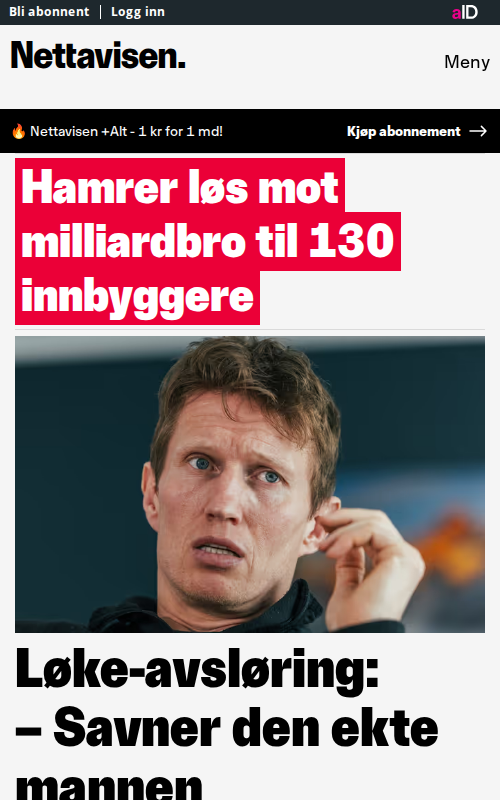 Bli abonnent | Logg inn
aID
Nettavisen.
Meny
🔥 Nettavisen +Alt - 1 kr for 1 md!
Kjøp abonnement →
Hamrer løs mot
milliardbro til 130
innbyggere
Løke-avsløring:
– Savner den ekte
mannen